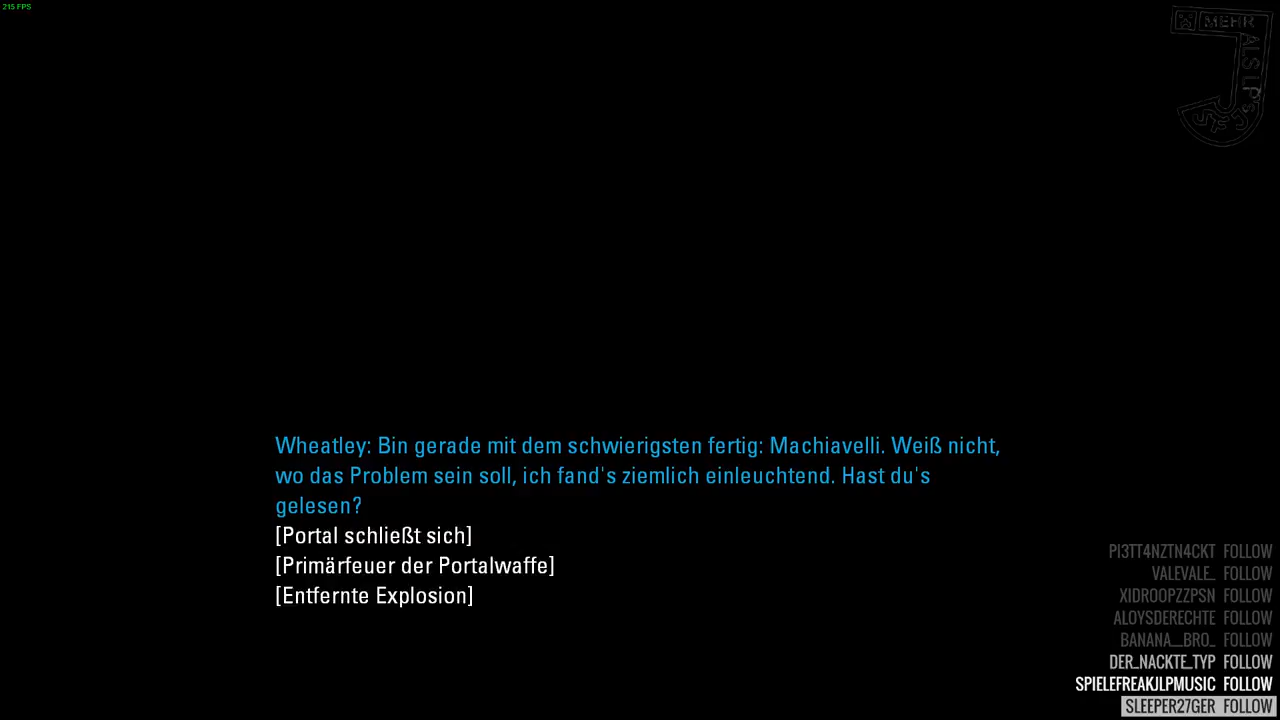 215 FPS
MEHR
ALS LP'S
Wheatley: Bin gerade mit dem schwierigsten fertig: Machiavelli. Weiß nicht,
wo das Problem sein soll, ich fand's ziemlich einleuchtend. Hast du's
gelesen?
[Portal schließt sich]
[Primärfeuer der Portalwaffe]
[Entfernte Explosion]
PI3TT4NZTN4CKT FOLLOW
VALEVALE_ FOLLOW
XIDROOPZZPSN FOLLOW
ALOYSDERECHTE FOLLOW
BANANA__BRO_ FOLLOW
DER_NACKTE_TYP FOLLOW
SPIELEFREAKJLPMUSIC FOLLOW
SLEEPER27GER FOLLOW